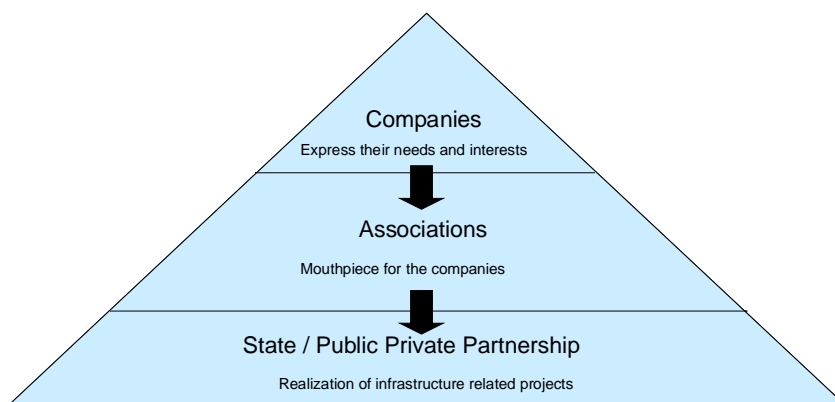 Companies
Express their needs and interests
Associations
Mouthpiece for the companies
State / Public Private Partnership
Realization of infrastructure related projects